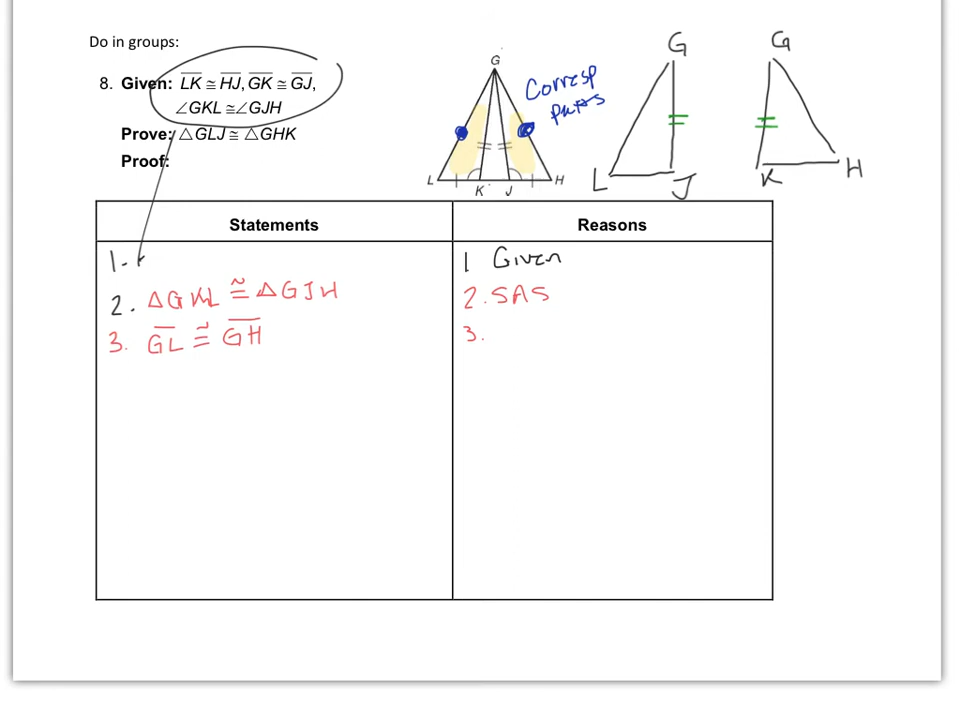 Do in groups:
8. Given: LK ≅ HJ, GK ≅ GJ,
∠GKL ≅∠GJH
Prove: △GLJ ≅ △GHK
Proof:
G
L K J H
Corresp
parts
G
L J
G
K H
Statements Reasons
1- 1 Given
2. △GKL ≅ △GJH 2. SAS
3. GL ≅ GH 3.